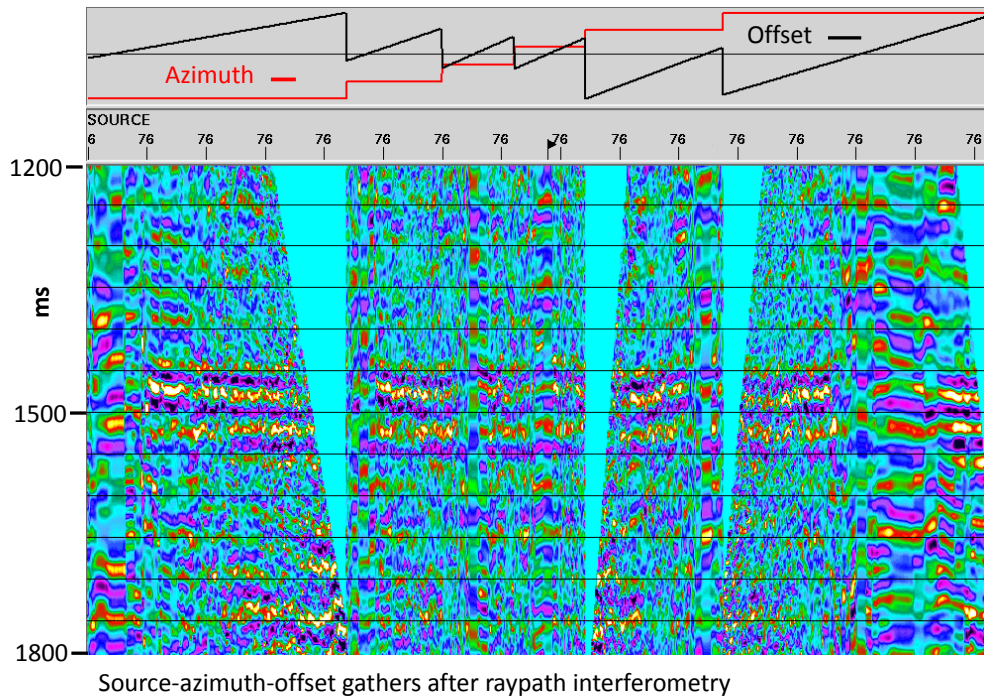 Offset
Azimuth
SOURCE
6 76 76 76 76 76 76 76 76 76 76 76 76 76 76 76
1200
ms
1500
1800
Source-azimuth-offset gathers after raypath interferometry